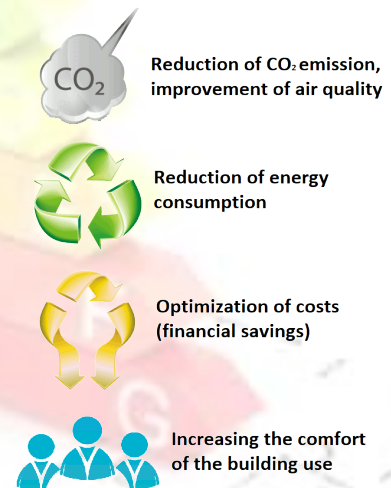 CO₂
Reduction of CO₂ emission,
improvement of air quality
Reduction of energy
consumption
Optimization of costs
(financial savings)
G
Increasing the comfort
of the building use